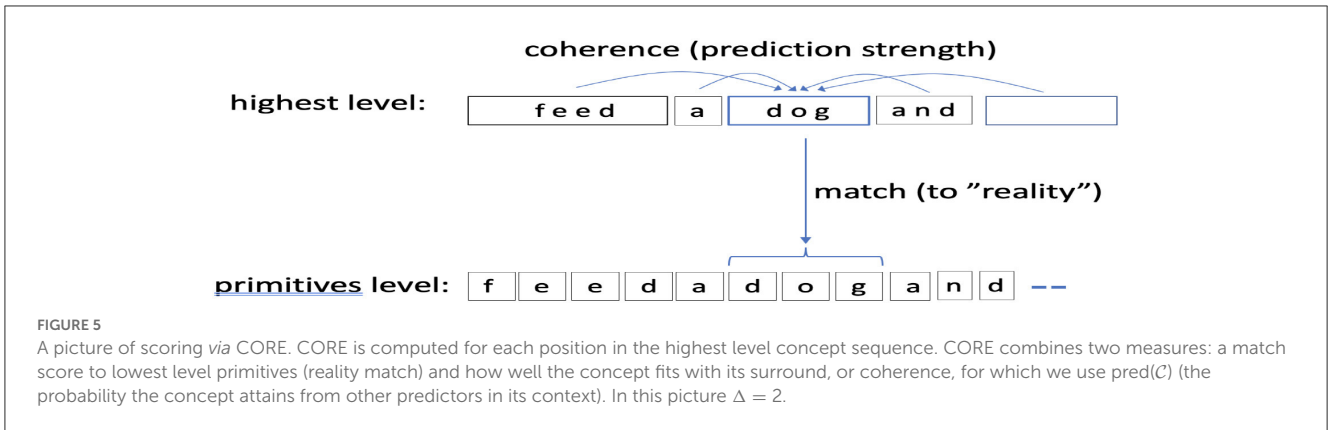 coherence (prediction strength)
highest level: feed a dog and
match (to ”reality”)
primitives level: f e e d a d o g a n d --
FIGURE 5
A picture of scoring via CORE. CORE is computed for each position in the highest level concept sequence. CORE combines two measures: a match
score to lowest level primitives (reality match) and how well the concept fits with its surround, or coherence, for which we use pred(𝒞) (the
probability the concept attains from other predictors in its context). In this picture Δ = 2.